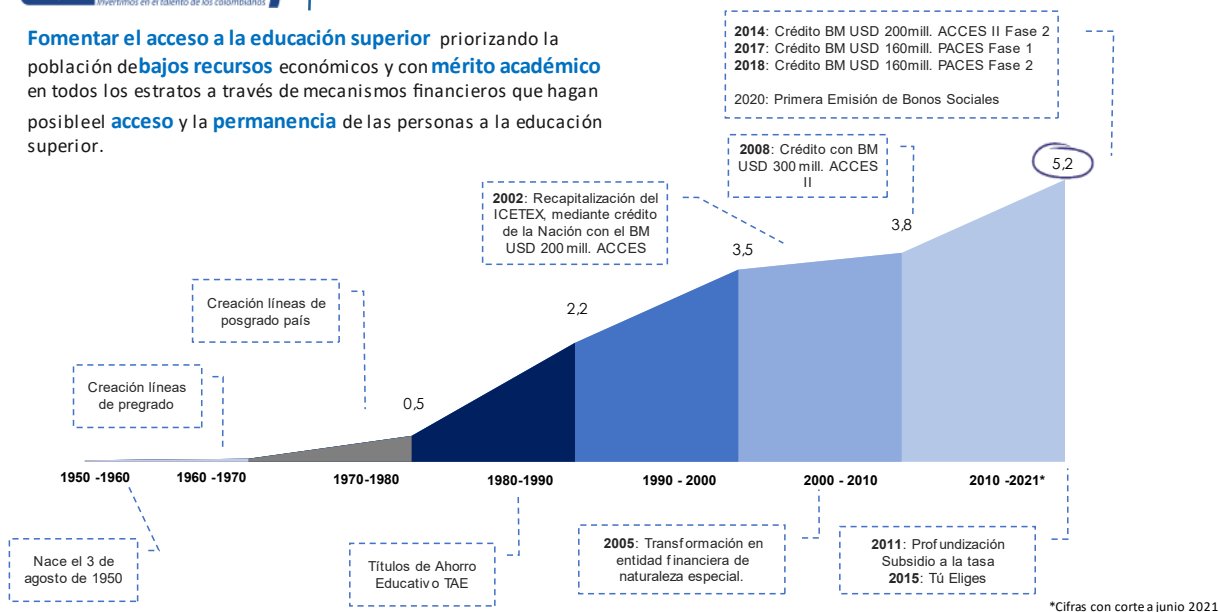 Invertimos en el talento de los colombianos
Fomentar el acceso a la educación superior priorizando la
población de bajos recursos económicos y con mérito académico
en todos los estratos a través de mecanismos financieros que hagan
posibleel acceso y la permanencia de las personas a la educación
superior.
2014: Crédito BM USD 200mill. ACCES II Fase 2
2017: Crédito BM USD 160mill. PACES Fase 1
2018: Crédito BM USD 160mill. PACES Fase 2
2020: Primera Emisión de Bonos Sociales
2008: Crédito con BM
USD 300 mill. ACCES
II
5,2
2002: Recapitalización del
ICETEX, mediante crédito
de la Nación con el BM
USD 200 mill. ACCES
3,8
3,5
Creación líneas de
posgrado país
2,2
Creación líneas
de pregrado
0,5
1950 -1960
1960 -1970
1970-1980
1980-1990
1990 - 2000
2000 - 2010
2010 -2021*
Nace el 3 de
agosto de 1950
Títulos de Ahorro
Educativo TAE
2005: Transformación en
entidad financiera de
naturaleza especial.
2011: Profundización
Subsidio a la tasa
2015: Tú Eliges
*Cifras con corte a junio 2021